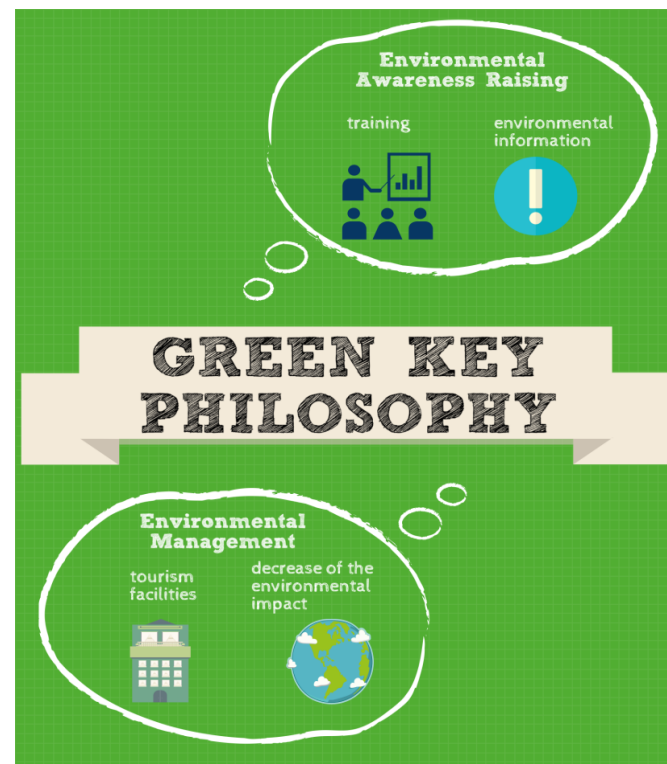 Environmental
Awareness Raising
training
environmental
information
GREEN KEY
PHILOSOPHY
Environmental
Management
tourism
facilities
decrease of the
environmental
impact